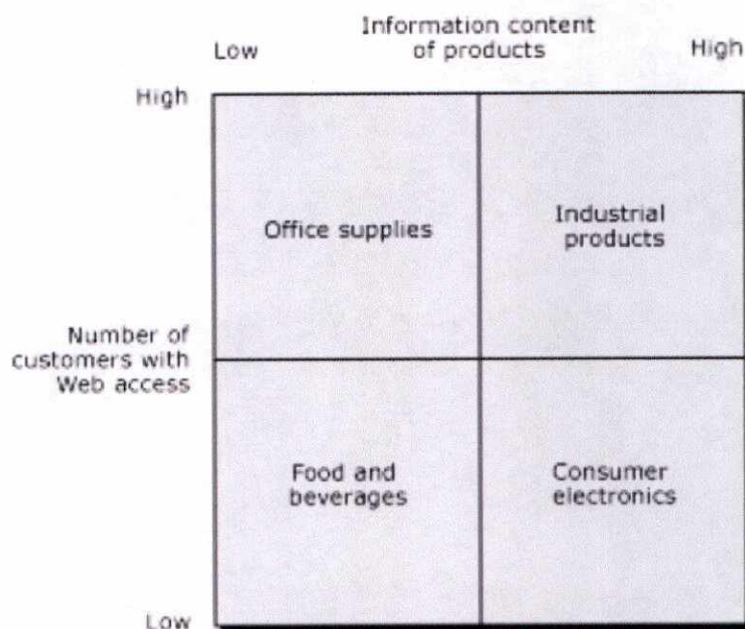 Information content
of products
Low
High
High
Office supplies
Industrial
products
Number of
customers with
Web access
Food and
beverages
Consumer
electronics
Low